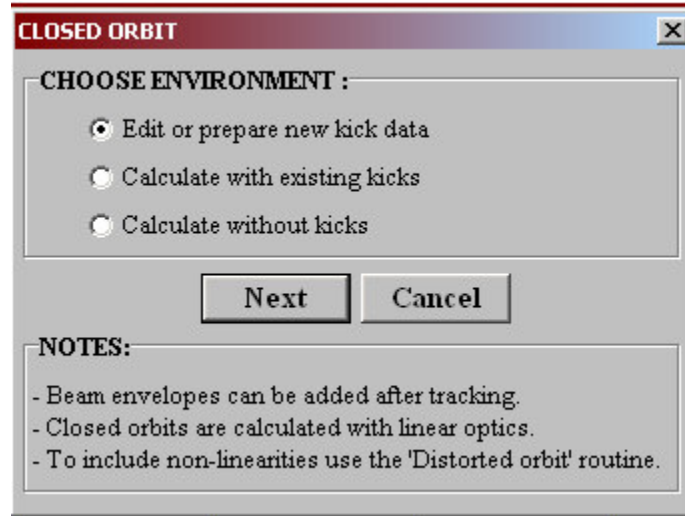 CLOSED ORBIT
CHOOSE ENVIRONMENT :
Edit or prepare new kick data
Calculate with existing kicks
Calculate without kicks
Next Cancel
NOTES:
- Beam envelopes can be added after tracking.
- Closed orbits are calculated with linear optics.
- To include non-linearities use the 'Distorted orbit' routine.